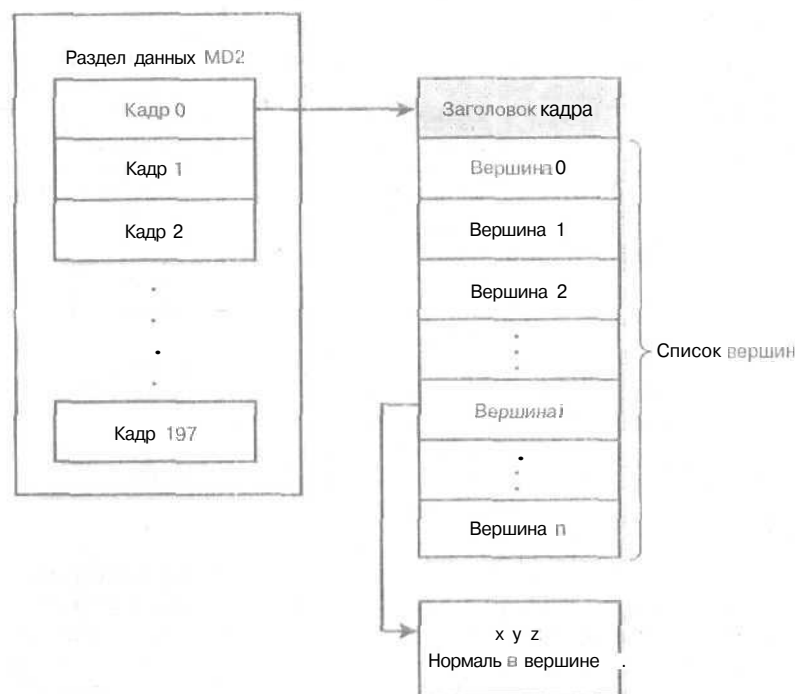 Раздел данных MD2
Кадр 0
Кадр 1
Кадр 2
Кадр 197
Заголовок кадра
Вершина 0
Вершина 1
Вершина 2
Вершина i
Вершина n
Список вершин
x y z
Нормаль в вершине